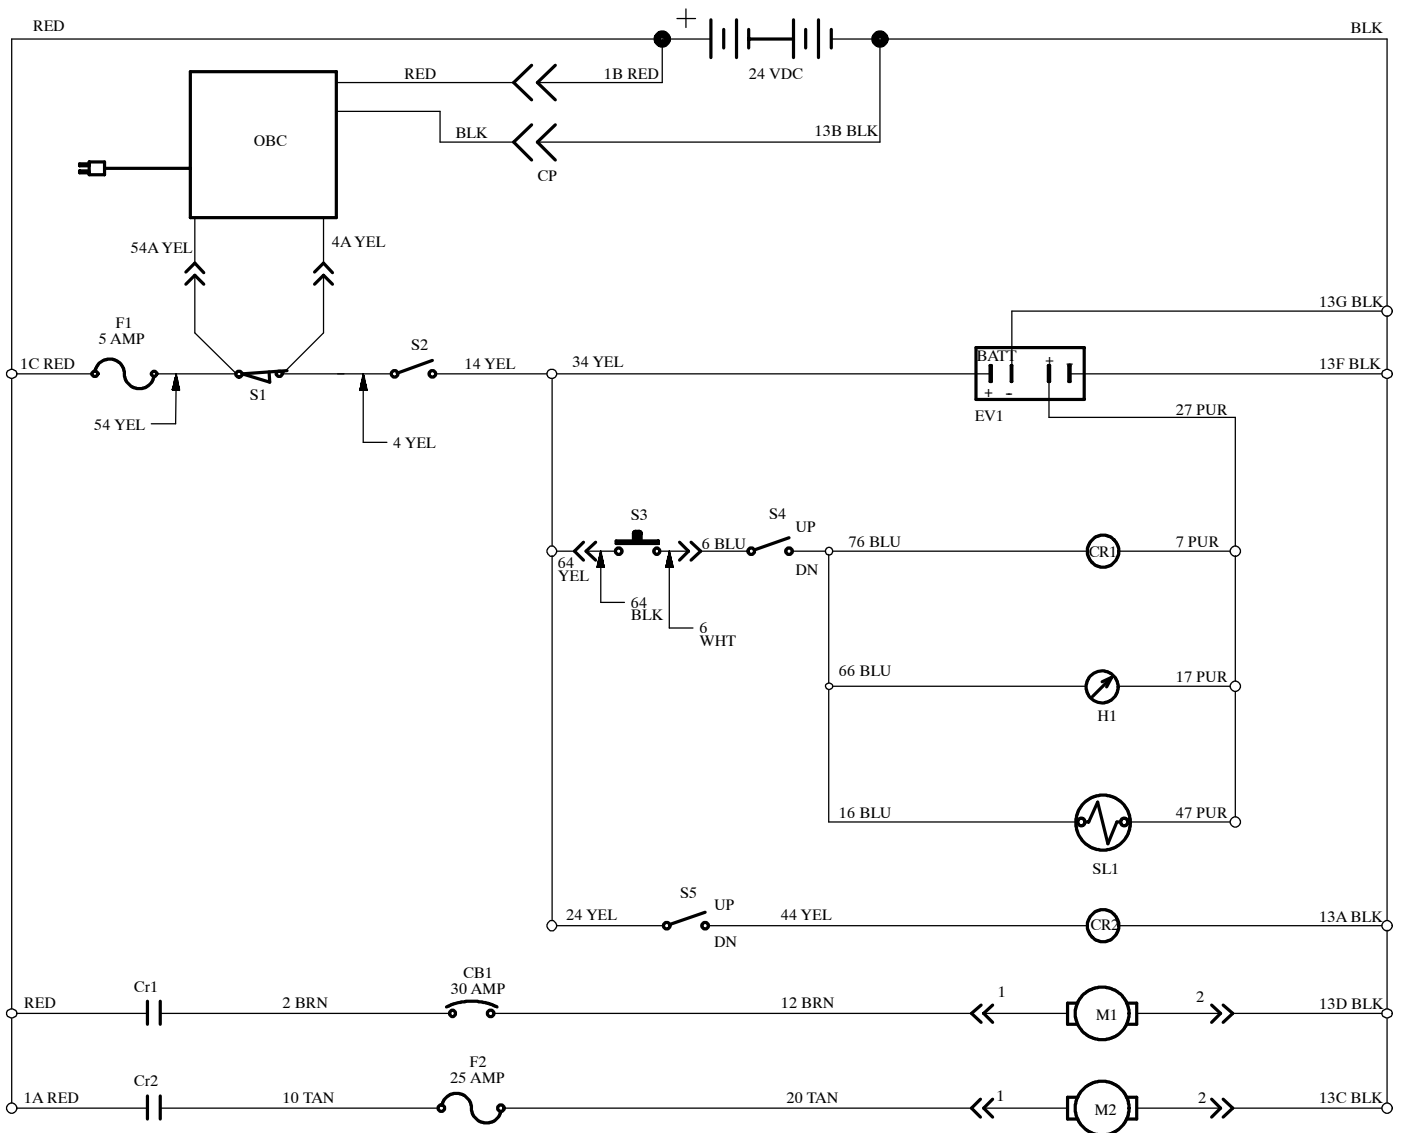 RED
+
BLK
RED
1B RED
24 VDC
BLK
13B BLK
OBC
CP
54A YEL
4A YEL
13G BLK
F1
5 AMP
S2
1C RED
14 YEL
34 YEL
BATT
+
13F BLK
S1
+ -
EV1
54 YEL
27 PUR
4 YEL
S3
S4
UP
6 BLU
76 BLU
CR1
7 PUR
64
YEL
DN
64
BLK
6
WHT
66 BLU
17 PUR
H1
16 BLU
47 PUR
SL1
S5
UP
24 YEL
44 YEL
CR2
13A BLK
DN
CB1
30 AMP
Cr1
RED
2 BRN
12 BRN
1
M1
2
13D BLK
F2
25 AMP
Cr2
1A RED
10 TAN
20 TAN
1
M2
2
13C BLK